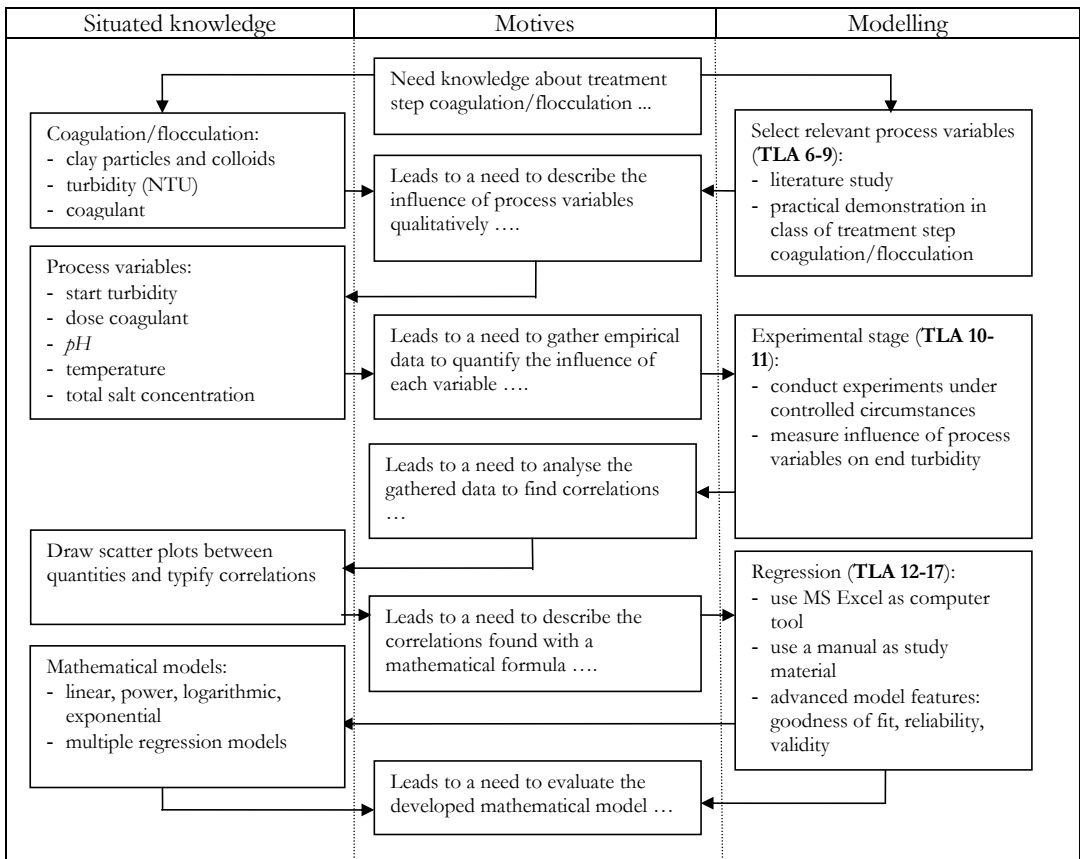 Situated knowledge
Motives
Modelling
Need knowledge about treatment
step coagulation/flocculation ...
Coagulation/flocculation:
- clay particles and colloids
- turbidity (NTU)
- coagulant
Select relevant process variables
(TLA 6-9):
- literature study
- practical demonstration in
class of treatment step
coagulation/flocculation
Leads to a need to describe the
influence of process variables
qualitatively ….
Process variables:
- start turbidity
- dose coagulant
- pH
- temperature
- total salt concentration
Leads to a need to gather empirical
data to quantify the influence of
each variable ….
Experimental stage (TLA 10-
11):
- conduct experiments under
controlled circumstances
- measure influence of process
variables on end turbidity
Leads to a need to analyse the
gathered data to find correlations
…
Draw scatter plots between
quantities and typify correlations
Leads to a need to describe the
correlations found with a
mathematical formula ….
Regression (TLA 12-17):
- use MS Excel as computer
tool
- use a manual as study
material
- advanced model features:
goodness of fit, reliability,
validity
Mathematical models:
- linear, power, logarithmic,
exponential
- multiple regression models
Leads to a need to evaluate the
developed mathematical model …